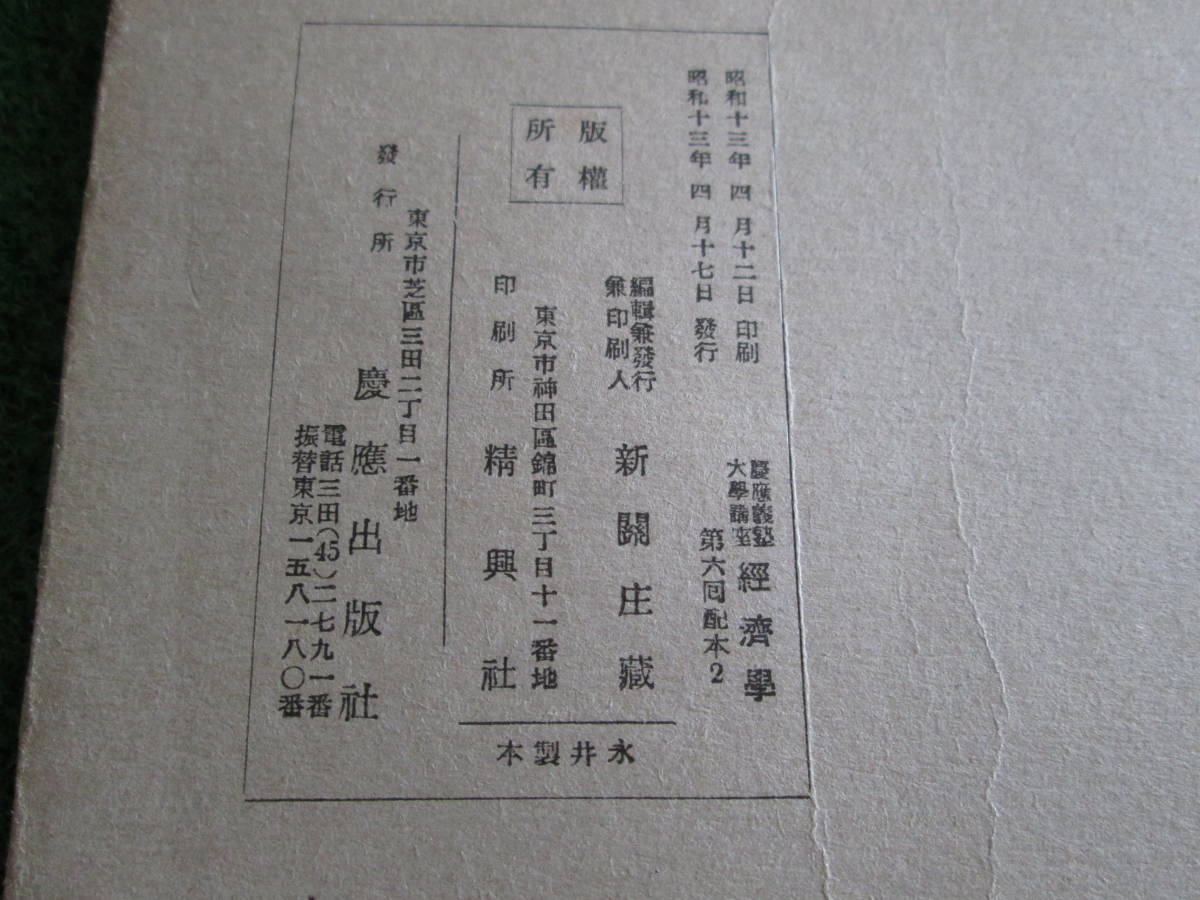 昭和十三年 四月十二日 印刷
昭和十三年 四月十七日 發行
慶應義塾
大學講座
經濟學
第六回配本2
版權
所有
編輯兼發行
兼印刷人
新關庄藏
東京市神田區錦町三丁目十一番地
印刷所 精興社
永井製本
東京市芝區三田二丁目一番地
發行所 慶應出版社
電話三田(45)二七九一番
振替東京一五八一八〇番